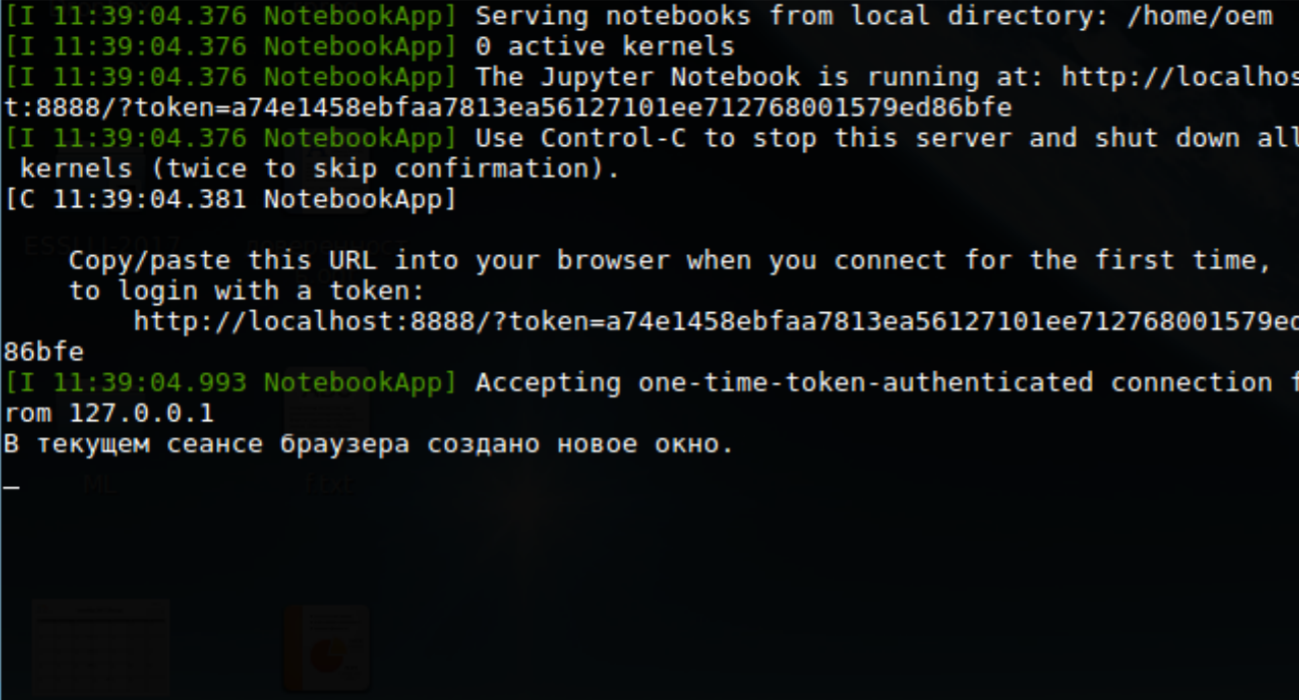 [I 11:39:04.376 NotebookApp] Serving notebooks from local directory: /home/oem
[I 11:39:04.376 NotebookApp] 0 active kernels
[I 11:39:04.376 NotebookApp] The Jupyter Notebook is running at: http://localhos
t:8888/?token=a74e1458ebfaa7813ea56127101ee712768001579ed86bfe
[I 11:39:04.376 NotebookApp] Use Control-C to stop this server and shut down all
kernels (twice to skip confirmation).
[C 11:39:04.381 NotebookApp]
Copy/paste this URL into your browser when you connect for the first time,
to login with a token:
http://localhost:8888/?token=a74e1458ebfaa7813ea56127101ee712768001579ed
86bfe
[I 11:39:04.993 NotebookApp] Accepting one-time-token-authenticated connection f
rom 127.0.0.1
В текущем сеансе браузера создано новое окно.
ML